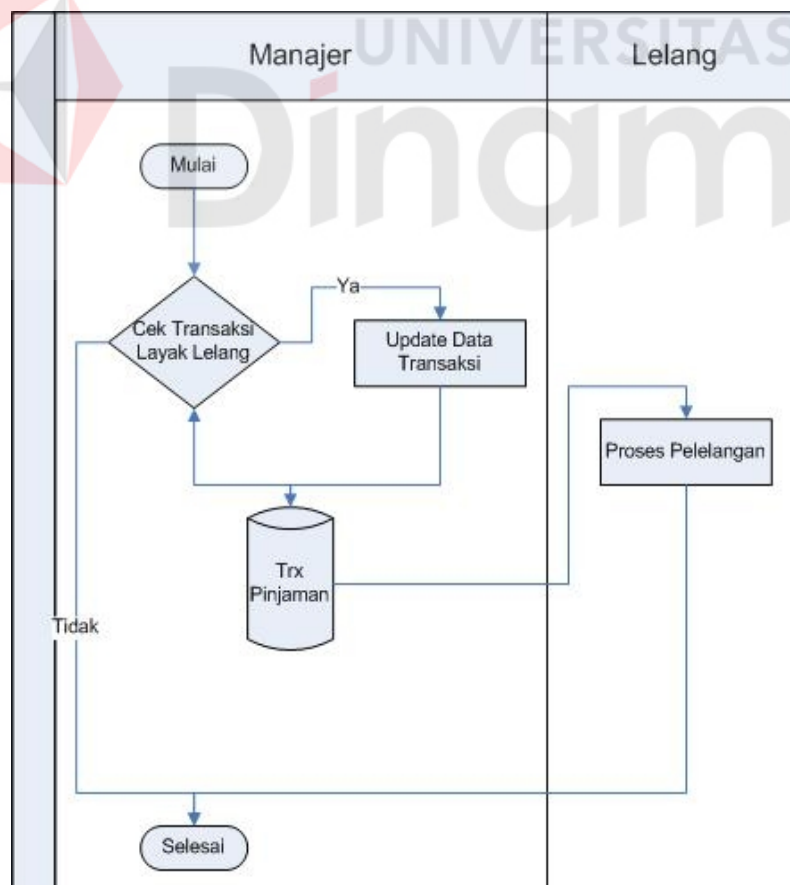 UNIVERSITAS
Dinam
Manajer
Lelang
Mulai
Cek Transaksi
Layak Lelang
Ya
Update Data
Transaksi
Proses Pelelangan
Trx
Pinjaman
Tidak
Selesai